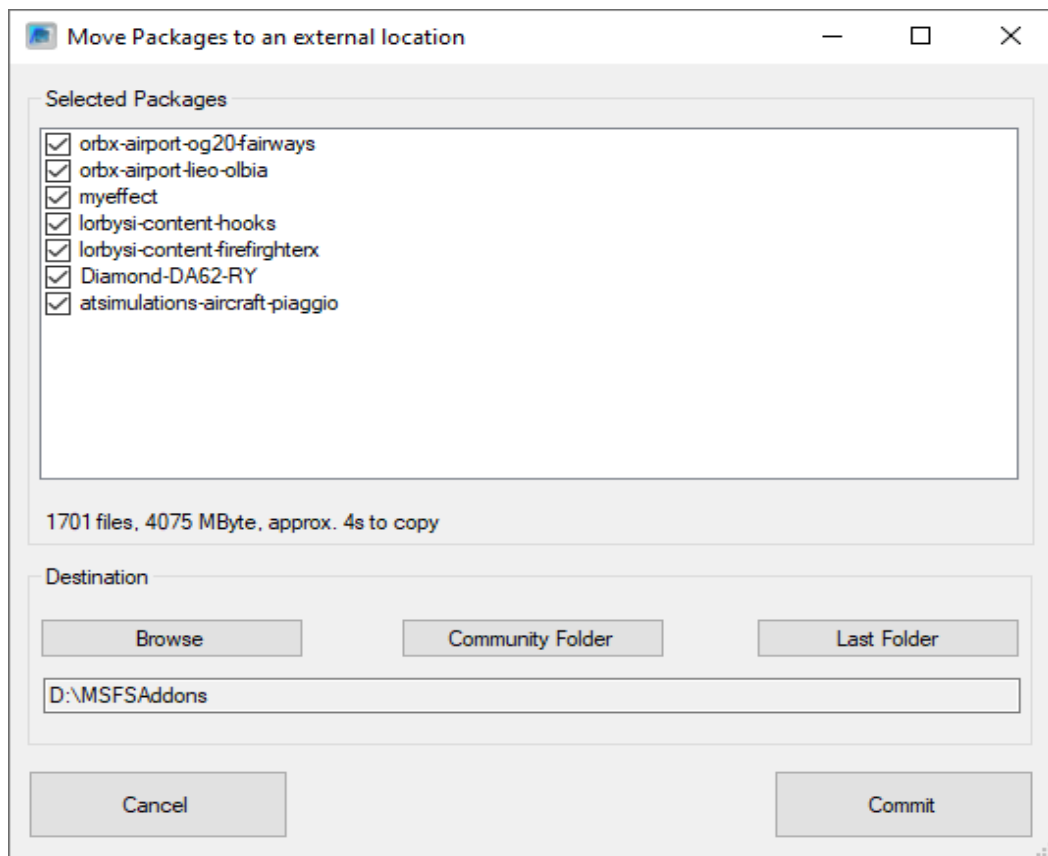 Move Packages to an external location
Selected Packages
orbx-airport-og20-fairways
orbx-airport-lieo-olbia
myeffect
lorbysi-content-hooks
lorbysi-content-firefirghterx
Diamond-DA62-RY
atsimulations-aircraft-piaggio
1701 files, 4075 MByte, approx. 4s to copy
Destination
Browse Community Folder Last Folder
D:\MSFSAddons
Cancel Commit